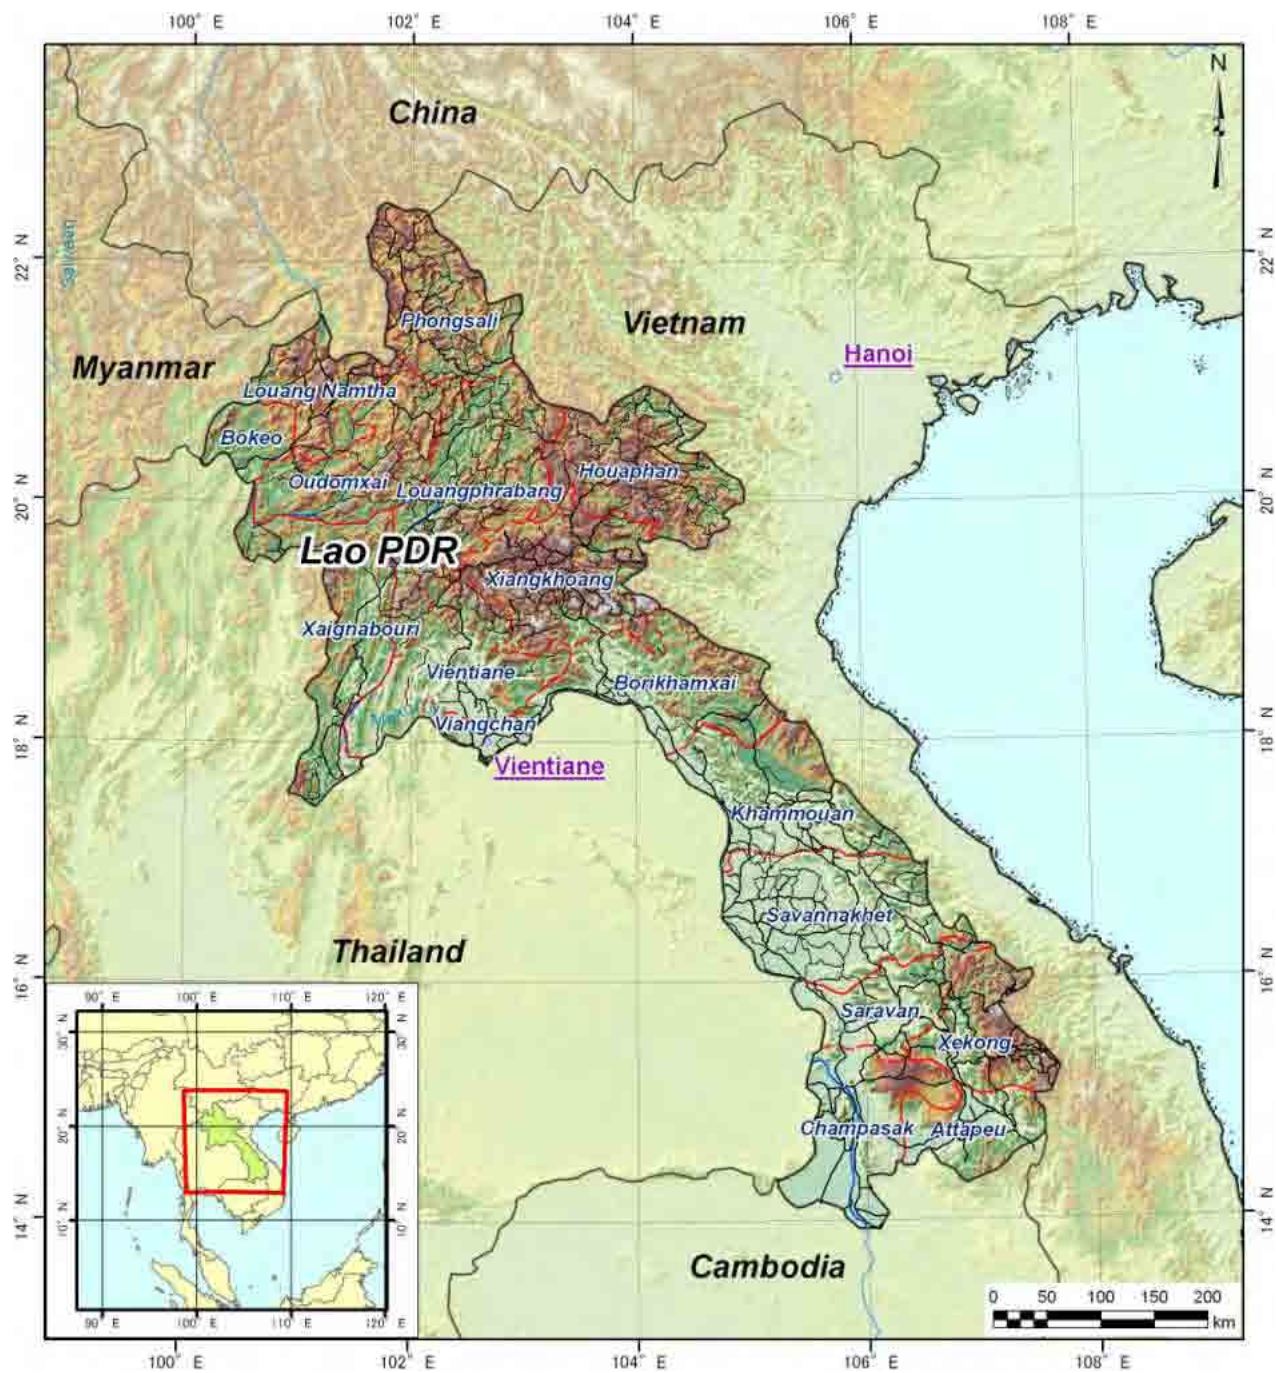 100° E 102° E 104° E 106° E 108° E
N
China
Salween
22° N
22° N
Phongsali
Vietnam
Hanoi
Myanmar
Louang Namtha
Bokeo
Houaphan
Oudomxai
Louangphrabang
20° N
20° N
Lao PDR
Xiangkhoang
Xaignabouri
Vientiane
Borikhamxai
Viangchan
18° N
18° N
Vientiane
Khammouan
Savannakhet
Thailand
16° N
16° N
90° E 100° E 110° E 120° E
Saravan
30° N
30° N
Xekong
20° N
20° N
Champasak
Attapeu
14° N
14° N
10° N
10° N
Cambodia
0 50 100 150 200
km
90° E 100° E 110° E 120° E
100° E 102° E 104° E 106° E 108° E